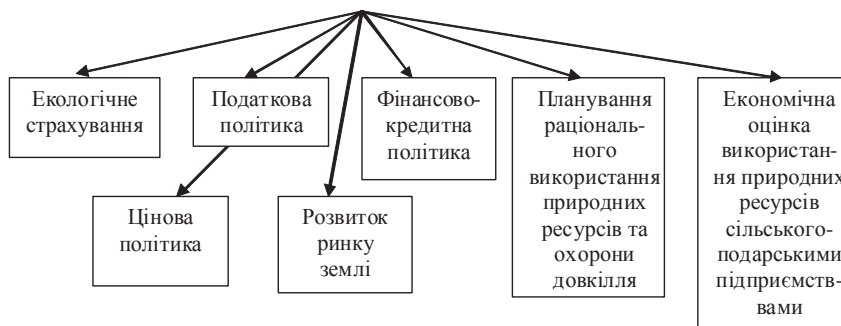 Екологічне
страхування
Податкова
політика
Фінансово-
кредитна
політика
Планування
раціональ-
ного
використання
природних
ресурсів та
охорони
довкілля
Економічна
оцінка
використан-
ня природних
ресурсів
сільського-
подарськими
підприємст-
вами
Цінова
політика
Розвиток
ринку
землі